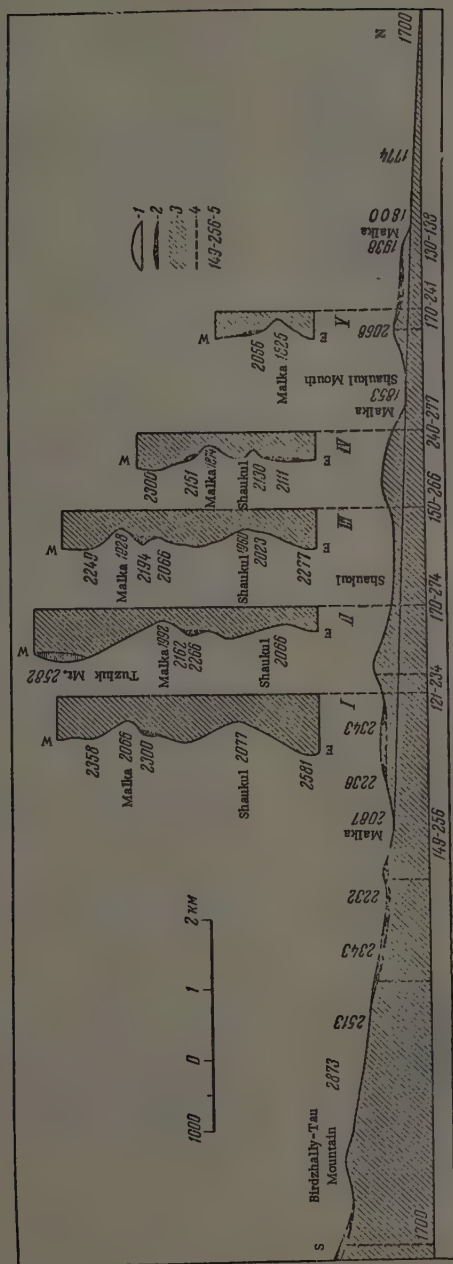 S
N
Birdzhally-Tau
Mountain
2873
2513
2343
2232
Malka
2087
2238
2343
Shaukul
Malka
1853
Shaukul Mouth
2068
1938
Malka
1800
1774
1700
1700
149-256
121-234
170-274
150-266
240-277
170-241
130-138
1000
0
1
2 км
I
W
2358
Malka 2066
2300
Shaukul 2077
2581
E
II
W
Tuzluk Mt. 2582
Malka 1992
2162
2266
Shaukul
2066
E
III
W
2240
Malka 1928
2194
2066
Shaukul 1960
2023
2277
E
IV
W
2300
2151
Malka
Shaukul
2130
2111
E
V
W
2056
Malka 1825
E
-1
-2
-3
-4
149-256-5